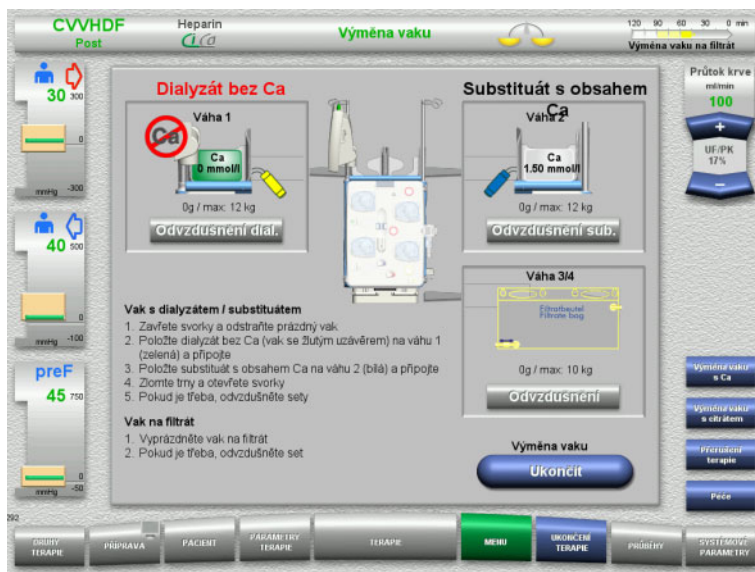 CVVHDF
Post
Heparin
CiCa
Výměna vaku
120 90 60 30 0 min
Výměna vaku na filtrát
30 300
0
mmHg -300
40 500
0
mmHg -100
preF
45 750
0
mmHg -50
292
Dialyzát bez Ca
Váha 1
Ca
Ca
0 mmol/l
0g / max: 12 kg
Odvzdušnění dial.
Substituát s obsahem
Ca
Váha 2
Ca
1.50 mmol/l
0g / max: 12 kg
Odvzdušnění sub.
Váha 3/4
Filtratbeutel
Filtrate bag
0g / max: 10 kg
Odvzdušnění
Vak s dialyzátem / substituátem
1. Zavřete svorky a odstraňte prázdný vak
2. Položte dialyzát bez Ca (vak se žlutým uzávěrem) na váhu 1
(zelená) a připojte
3. Položte substituát s obsahem Ca na váhu 2 (bílá) a připojte
4. Zlomte trny a otevřete svorky
5. Pokud je třeba, odvzdušněte sety
Vak na filtrát
1. Vyprázdněte vak na filtrát
2. Pokud je třeba, odvzdušněte set
Výměna vaku
Ukončit
Průtok krve
ml/min
100
+
UF/PK
17%
−
Výměna vaku
s Ca
Výměna vaku
s citrátem
Přerušení
terapie
Péče
DRUHY
TERAPIE
PŘÍPRAVA
PACIENT
PARAMETRY
TERAPIE
TERAPIE
MENU
UKONČENÍ
TERAPIE
PRŮBĚHY
SYSTÉMOVÉ
PARAMETRY